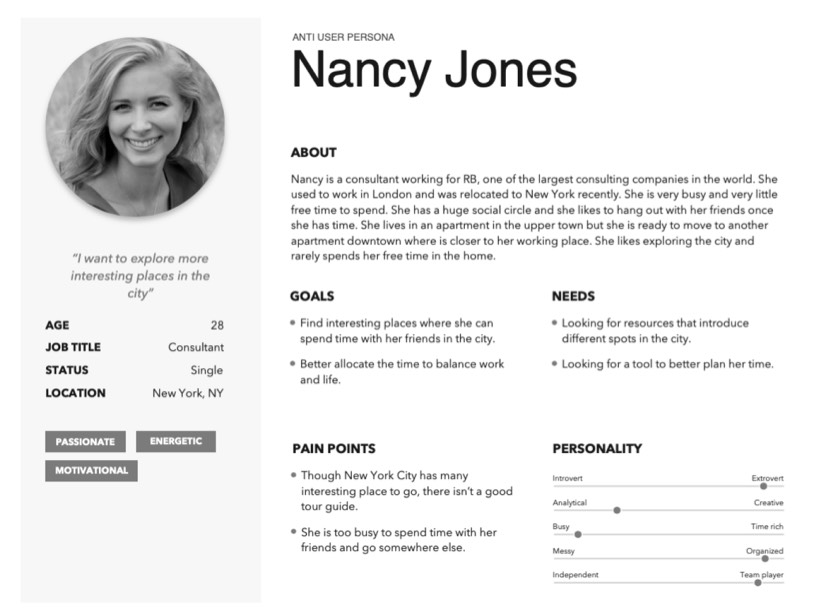 ANTI USER PERSONA
Nancy Jones
"I want to explore more
interesting places in the
city"
AGE 28
JOB TITLE Consultant
STATUS Single
LOCATION New York, NY
PASSIONATE ENERGETIC
MOTIVATIONAL
ABOUT
Nancy is a consultant working for RB, one of the largest consulting companies in the world. She
used to work in London and was relocated to New York recently. She is very busy and very little
free time to spend. She has a huge social circle and she likes to hang out with her friends once
she has time. She lives in an apartment in the upper town but she is ready to move to another
apartment downtown where is closer to her working place. She likes exploring the city and
rarely spends her free time in the home.
GOALS
• Find interesting places where she can
spend time with her friends in the city.
• Better allocate the time to balance work
and life.
NEEDS
• Looking for resources that introduce
different spots in the city.
• Looking for a tool to better plan her time.
PAIN POINTS
• Though New York City has many
interesting place to go, there isn't a good
tour guide.
• She is too busy to spend time with her
friends and go somewhere else.
PERSONALITY
Introvert Extrovert
Analytical Creative
Busy Time rich
Messy Organized
Independent Team player